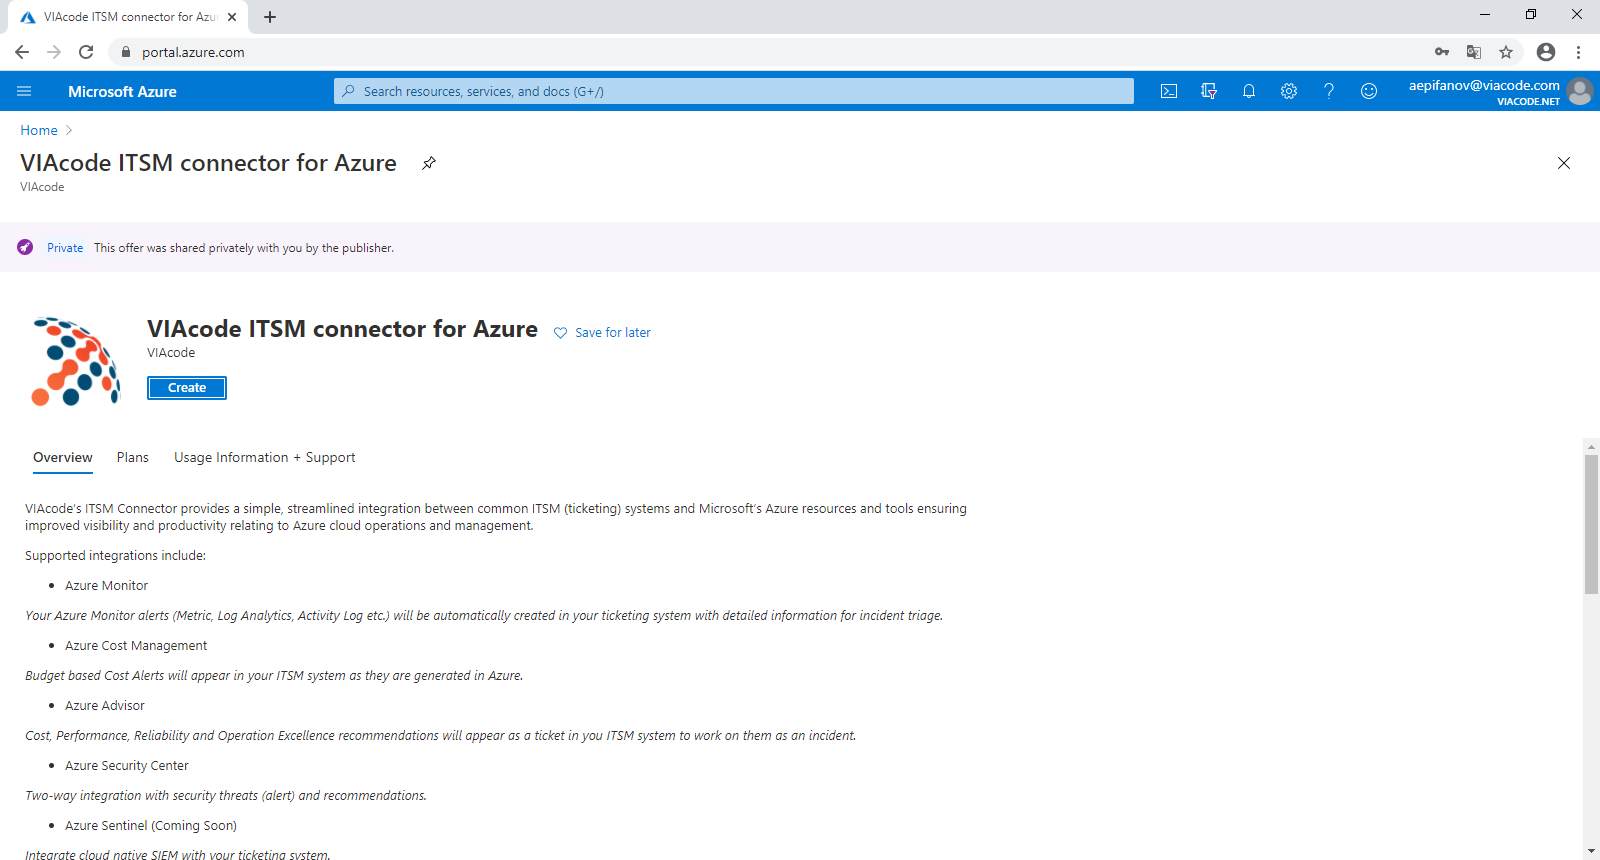 VIAcode ITSM connector for Azu
portal.azure.com
Microsoft Azure
Search resources, services, and docs (G+/)
aepifanov@viacode.com
VIACODE.NET
Home
VIAcode ITSM connector for Azure
VIAcode
Private This offer was shared privately with you by the publisher.
VIAcode ITSM connector for Azure
Save for later
VIAcode
Create
Overview Plans Usage Information + Support
VIAcode's ITSM Connector provides a simple, streamlined integration between common ITSM (ticketing) systems and Microsoft's Azure resources and tools ensuring
improved visibility and productivity relating to Azure cloud operations and management.
Supported integrations include:
• Azure Monitor
Your Azure Monitor alerts (Metric, Log Analytics, Activity Log etc.) will be automatically created in your ticketing system with detailed information for incident triage.
• Azure Cost Management
Budget based Cost Alerts will appear in your ITSM system as they are generated in Azure.
• Azure Advisor
Cost, Performance, Reliability and Operation Excellence recommendations will appear as a ticket in you ITSM system to work on them as an incident.
• Azure Security Center
Two-way integration with security threats (alert) and recommendations.
• Azure Sentinel (Coming Soon)
Integrate cloud native SIEM with your ticketing system.